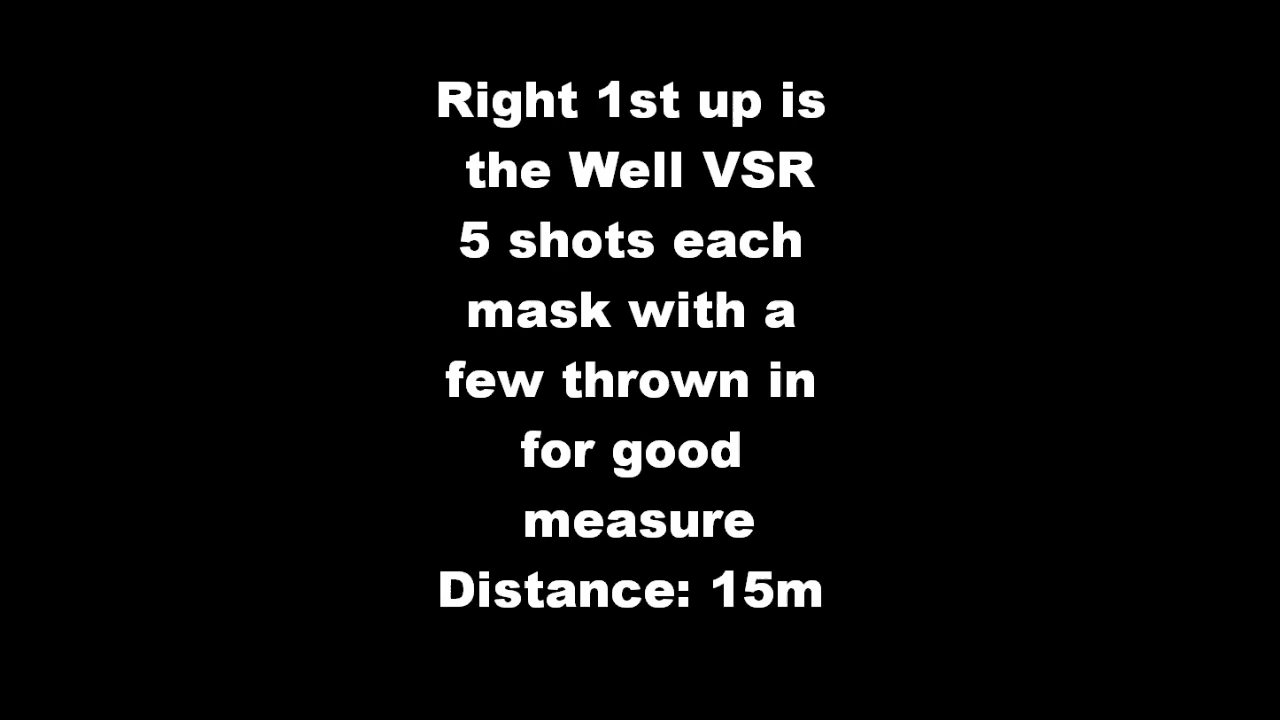 Right 1st up is
the Well VSR
5 shots each
mask with a
few thrown in
for good
measure
Distance: 15m